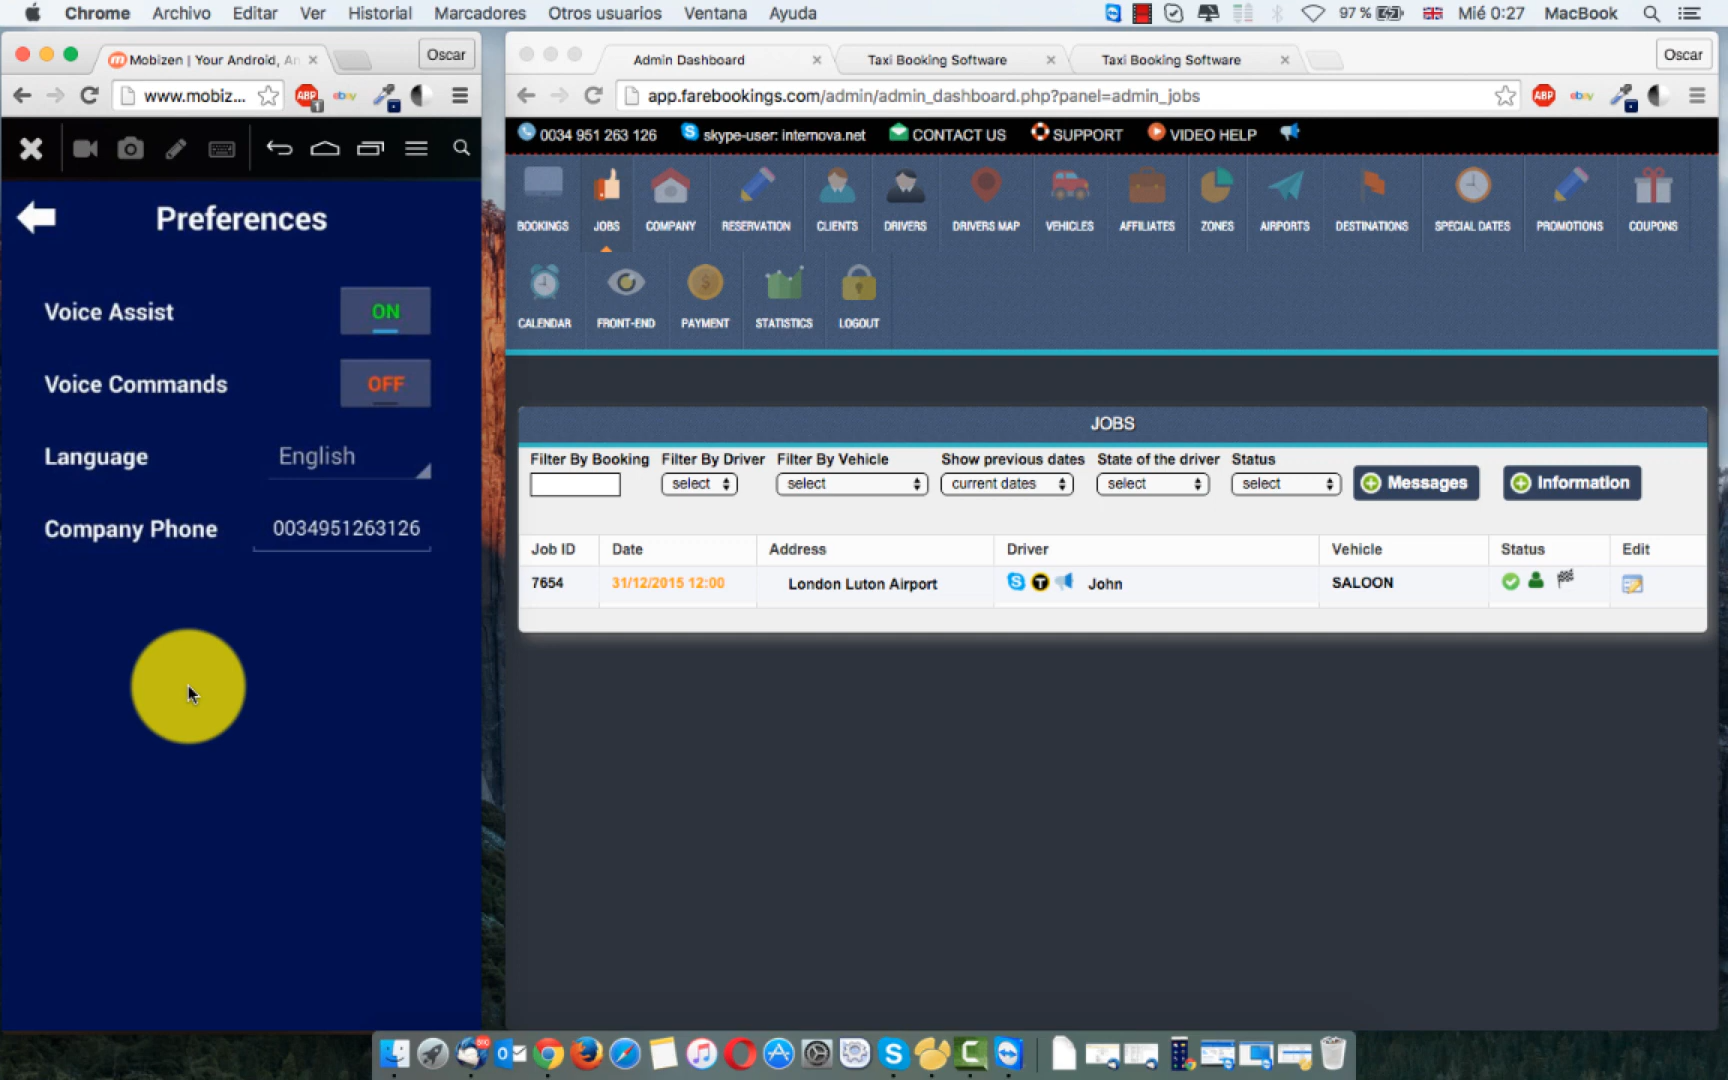 Chrome Archivo Editar Ver Historial Marcadores Otros usuarios Ventana Ayuda 97 % Mié 0:27 MacBook
Mobizen | Your Android, An Oscar
www.mobiz... ABP 1 ebay
Preferences
Voice Assist ON
Voice Commands OFF
Language English
Company Phone 0034951263126
Admin Dashboard Taxi Booking Software Taxi Booking Software Oscar
app.farebookings.com/admin/admin_dashboard.php?panel=admin_jobs ABP ebay
0034 951 263 126 skype-user: internova.net CONTACT US SUPPORT VIDEO HELP
BOOKINGS JOBS COMPANY RESERVATION CLIENTS DRIVERS DRIVERS MAP VEHICLES AFFILIATES ZONES AIRPORTS DESTINATIONS SPECIAL DATES PROMOTIONS COUPONS
CALENDAR FRONT-END PAYMENT STATISTICS LOGOUT
JOBS
Filter By Booking Filter By Driver Filter By Vehicle Show previous dates State of the driver Status
select select current dates select select Messages Information
Job ID Date Address Driver Vehicle Status Edit
7654 31/12/2015 12:00 London Luton Airport John SALOON